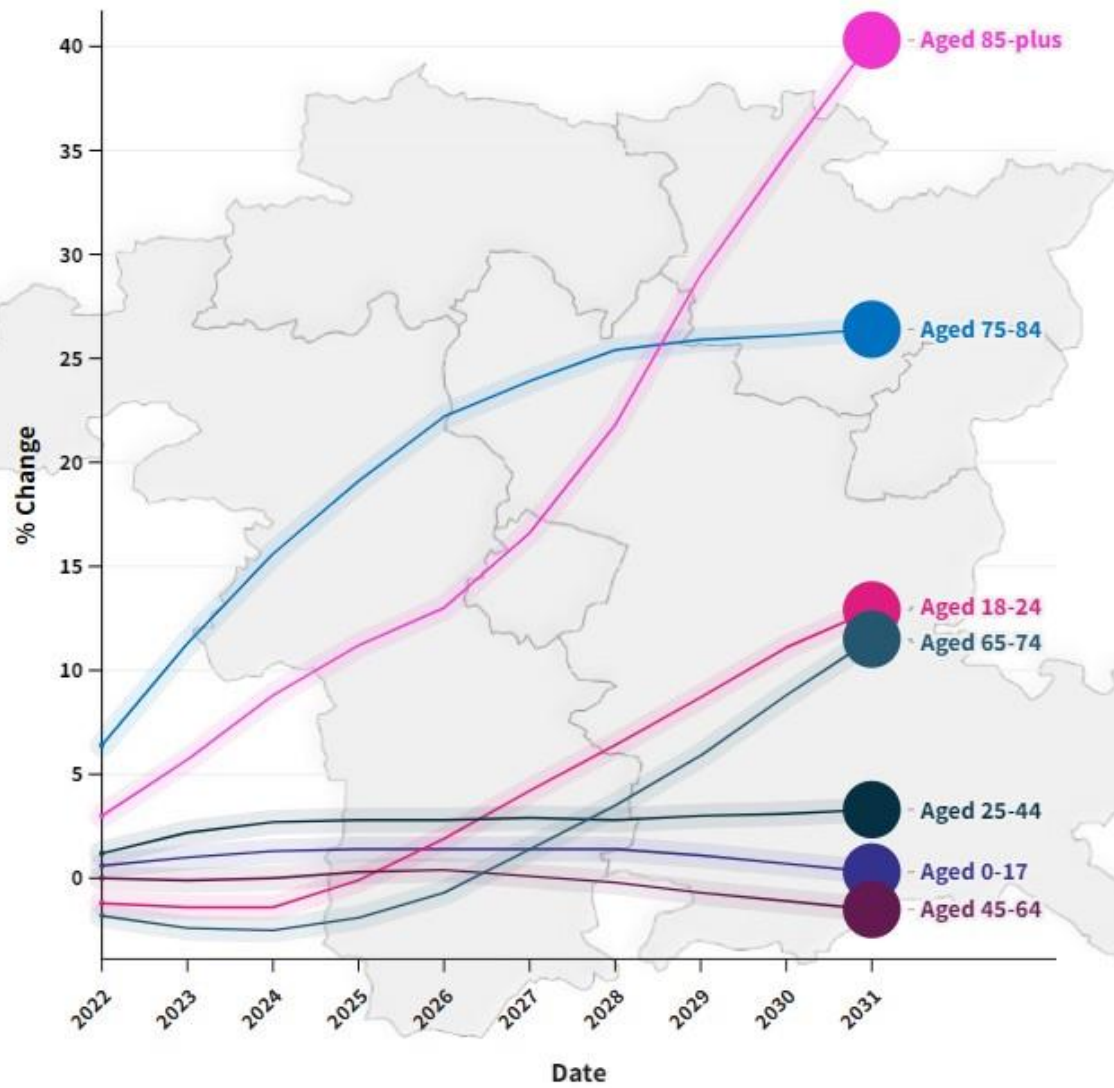 40
Aged 85-plus
35
30
25
Aged 75-84
% Change
20
15
Aged 18-24
10
Aged 65-74
5
Aged 25-44
0
Aged 0-17
Aged 45-64
2022
2023
2024
2025
2026
2027
2028
2029
2030
2031
Date